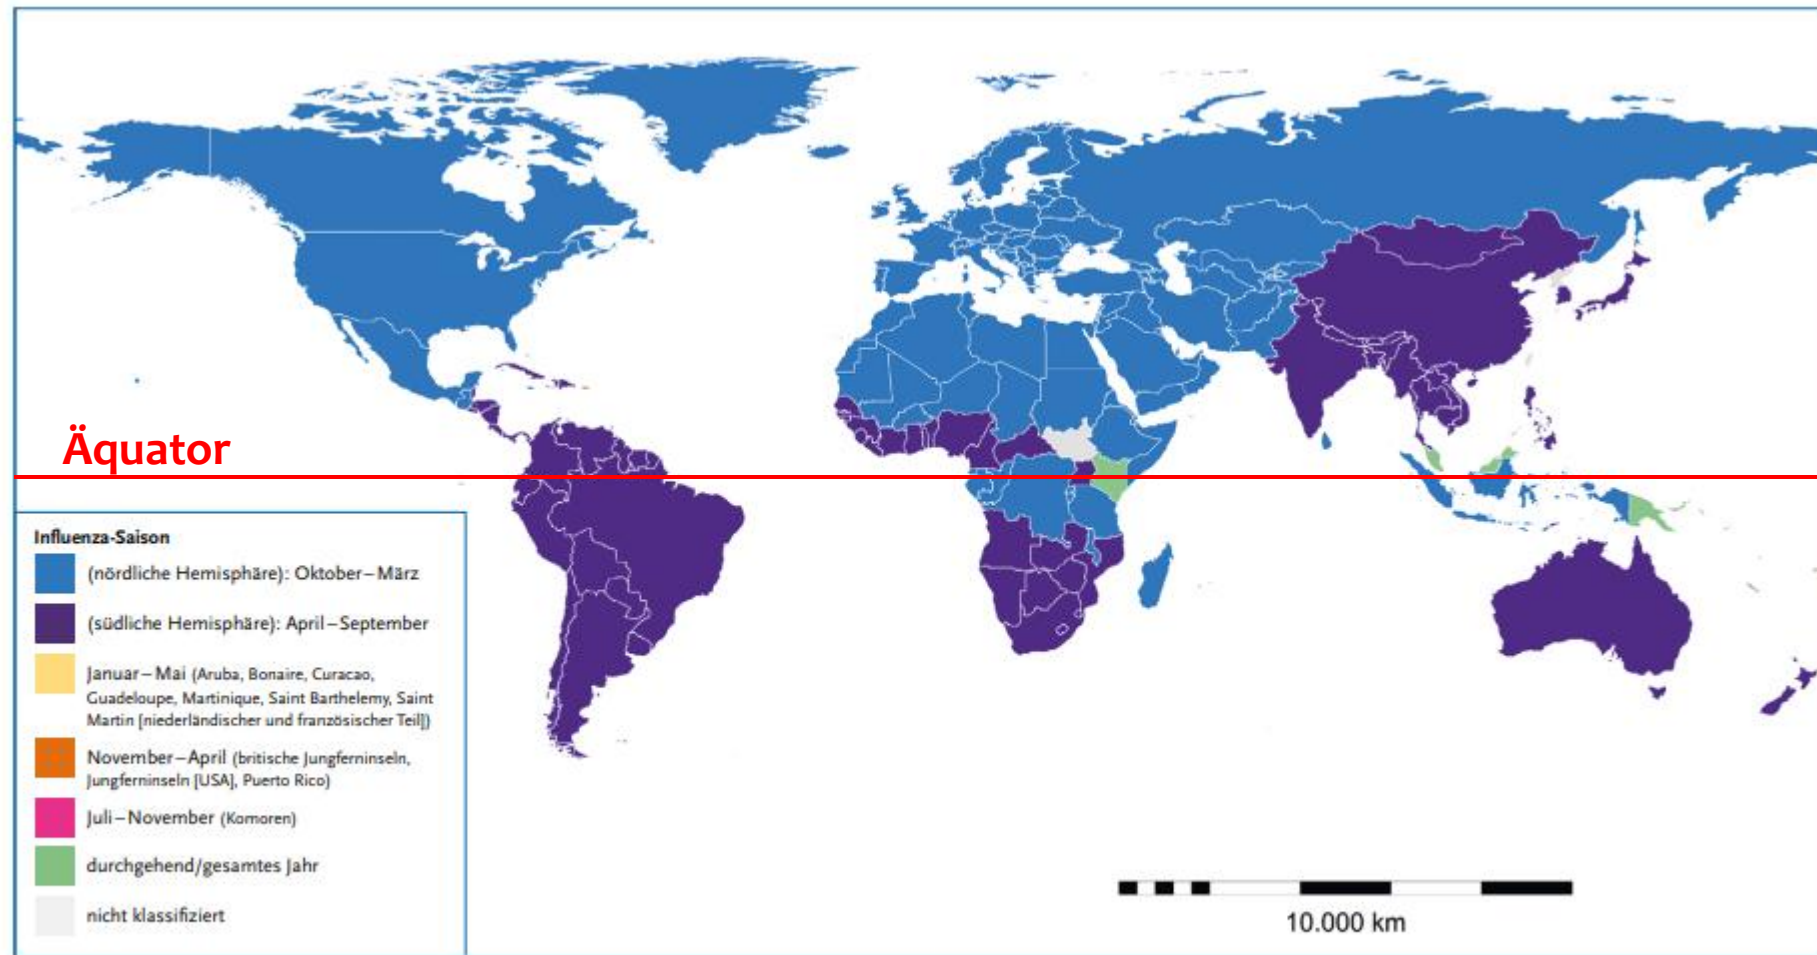 Äquator
Influenza-Saison
(nördliche Hemisphäre): Oktober–März
(südliche Hemisphäre): April–September
Januar–Mai (Aruba, Bonaire, Curacao,
Guadeloupe, Martinique, Saint Barthelemy, Saint
Martin [niederländischer und französischer Teil])
November–April (britische Jungferninseln,
Jungferninseln [USA], Puerto Rico)
Juli–November (Komoren)
durchgehend/gesamtes Jahr
nicht klassifiziert
10.000 km